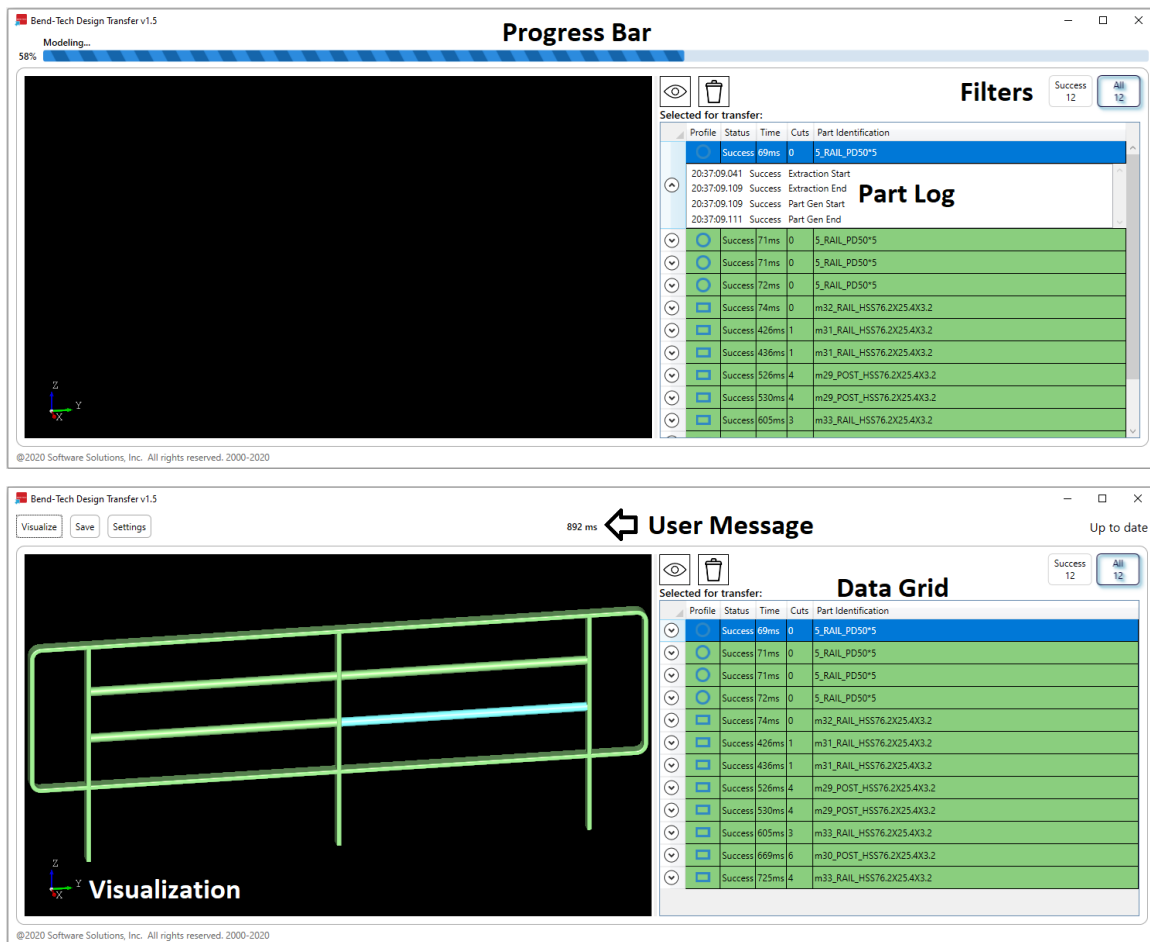 Bend-Tech Design Transfer v1.5
Modeling...
Progress Bar
58%
Filters
Success
12
All
12
Selected for transfer:
Profile Status Time Cuts Part Identification
Success 69ms 0 5_RAIL_PD50*5
20:37:09.041 Success Extraction Start
20:37:09.109 Success Extraction End
20:37:09.109 Success Part Gen Start
20:37:09.111 Success Part Gen End
Part Log
Success 71ms 0 5_RAIL_PD50*5
Success 71ms 0 5_RAIL_PD50*5
Success 72ms 0 5_RAIL_PD50*5
Success 74ms 0 m32_RAIL_HSS76.2X25.4X3.2
Success 426ms 1 m31_RAIL_HSS76.2X25.4X3.2
Success 436ms 1 m31_RAIL_HSS76.2X25.4X3.2
Success 526ms 4 m29_POST_HSS76.2X25.4X3.2
Success 530ms 4 m29_POST_HSS76.2X25.4X3.2
Success 605ms 3 m33_RAIL_HSS76.2X25.4X3.2
Z
Y
X
@2020 Software Solutions, Inc. All rights reserved. 2000-2020
Bend-Tech Design Transfer v1.5
Visualize Save Settings
892 ms
User Message
Up to date
Success
12
All
12
Selected for transfer:
Data Grid
Profile Status Time Cuts Part Identification
Success 69ms 0 5_RAIL_PD50*5
Success 71ms 0 5_RAIL_PD50*5
Success 71ms 0 5_RAIL_PD50*5
Success 72ms 0 5_RAIL_PD50*5
Success 74ms 0 m32_RAIL_HSS76.2X25.4X3.2
Success 426ms 1 m31_RAIL_HSS76.2X25.4X3.2
Success 436ms 1 m31_RAIL_HSS76.2X25.4X3.2
Success 526ms 4 m29_POST_HSS76.2X25.4X3.2
Success 530ms 4 m29_POST_HSS76.2X25.4X3.2
Success 605ms 3 m33_RAIL_HSS76.2X25.4X3.2
Success 669ms 6 m30_POST_HSS76.2X25.4X3.2
Success 725ms 4 m33_RAIL_HSS76.2X25.4X3.2
Z
Y
X
Visualization
@2020 Software Solutions, Inc. All rights reserved. 2000-2020